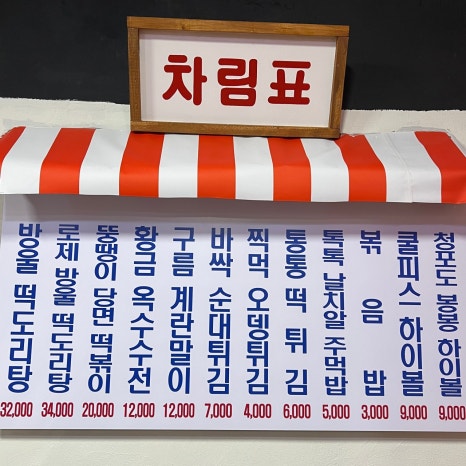 차림표
방울 떡도리탕 32,000
로제 방울 떡도리탕 34,000
뚱땡이 당면 떡볶이 20,000
황금 옥수수전 12,000
구름 계란말이 12,000
바싹 순대튀김 7,000
찍먹 오뎅튀김 4,000
통통 떡 튀김 6,000
톡톡 날치알 주먹밥 5,000
볶음밥 3,000
쿨피스 하이볼 9,000
청포도 봉봉 하이볼 9,000